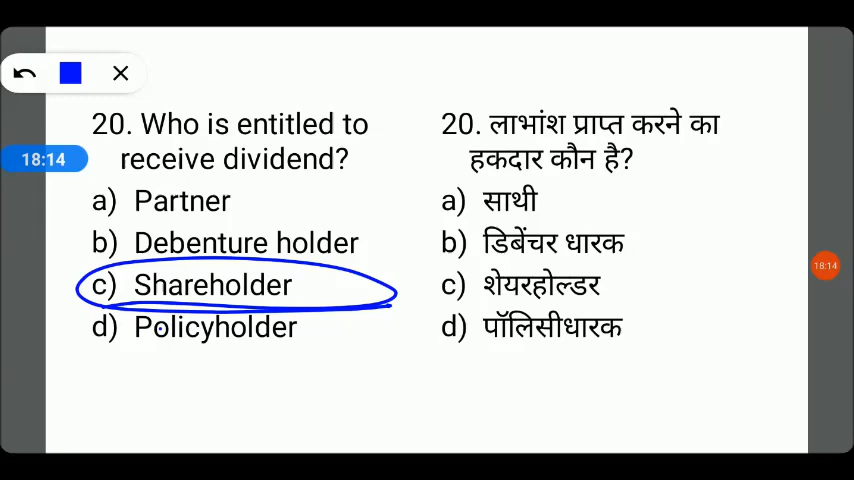 20. Who is entitled to
receive dividend?
a) Partner
b) Debenture holder
c) Shareholder
d) Policyholder
20. लाभांश प्राप्त करने का
हकदार कौन है?
a) साथी
b) डिबेंचर धारक
c) शेयरहोल्डर
d) पॉलिसीधारक
18:14
18:14